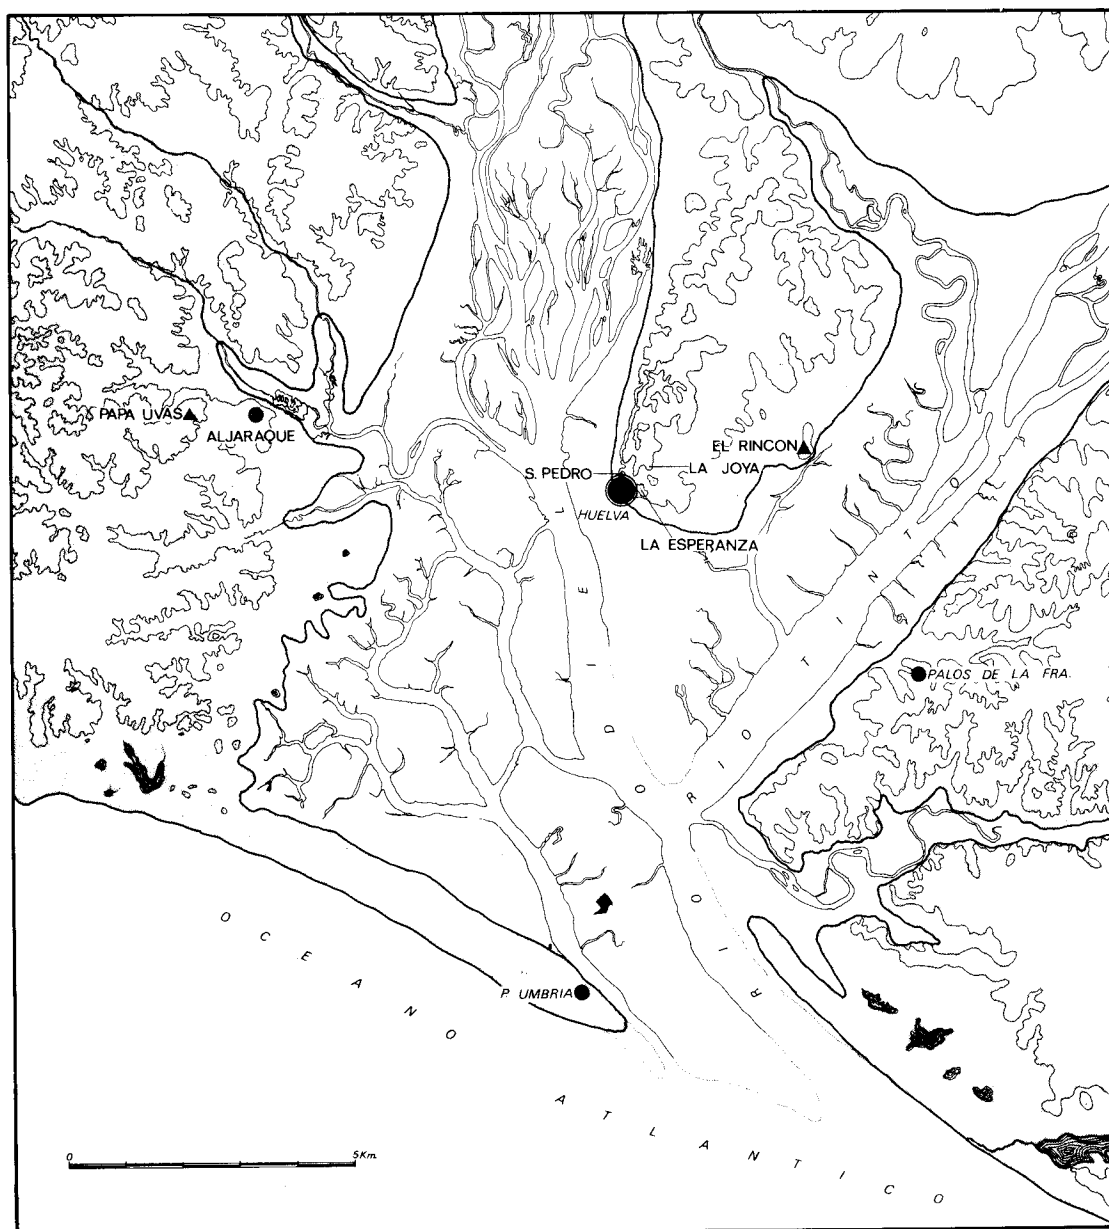 PAPA UVAS
ALJARAQUE
EL RINCON
LA JOYA
S. PEDRO
HUELVA
LA ESPERANZA
PALOS DE LA FRA.
RIO TINTO
RIO ODIEL
P. UMBRIA
OCEANO ATLANTICO
0 5Km.